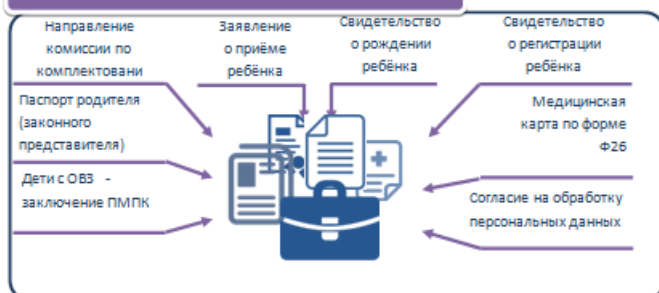 Направление
комиссии по
комплектовани
Заявление
о приёме
ребёнка
Свидетельство
о рождении
ребёнка
Свидетельство
о регистрации
ребёнка
Паспорт родителя
(законного
представителя)
Дети с ОВЗ -
заключение ПМПК
Медицинская
карта по форме
Ф26
Согласие на обработку
персональных данных